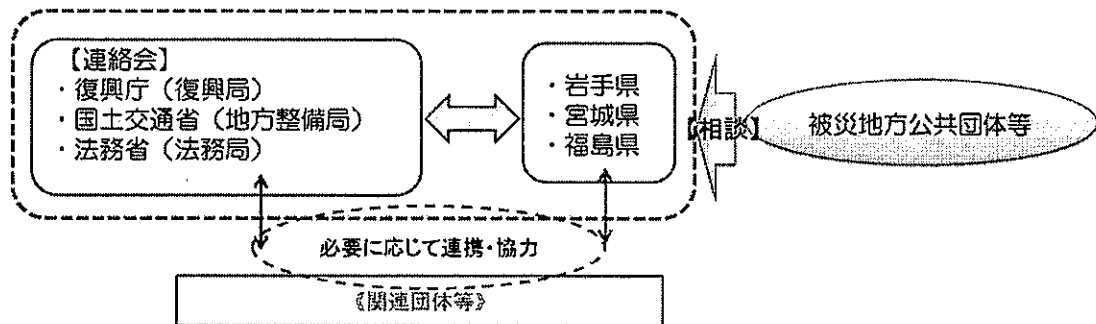 【連絡会】
・復興庁（復興局）
・国土交通省（地方整備局）
・法務省（法務局）
・岩手県
・宮城県
・福島県
【相談】
被災地方公共団体等
必要に応じて連携・協力
《関連団体等》